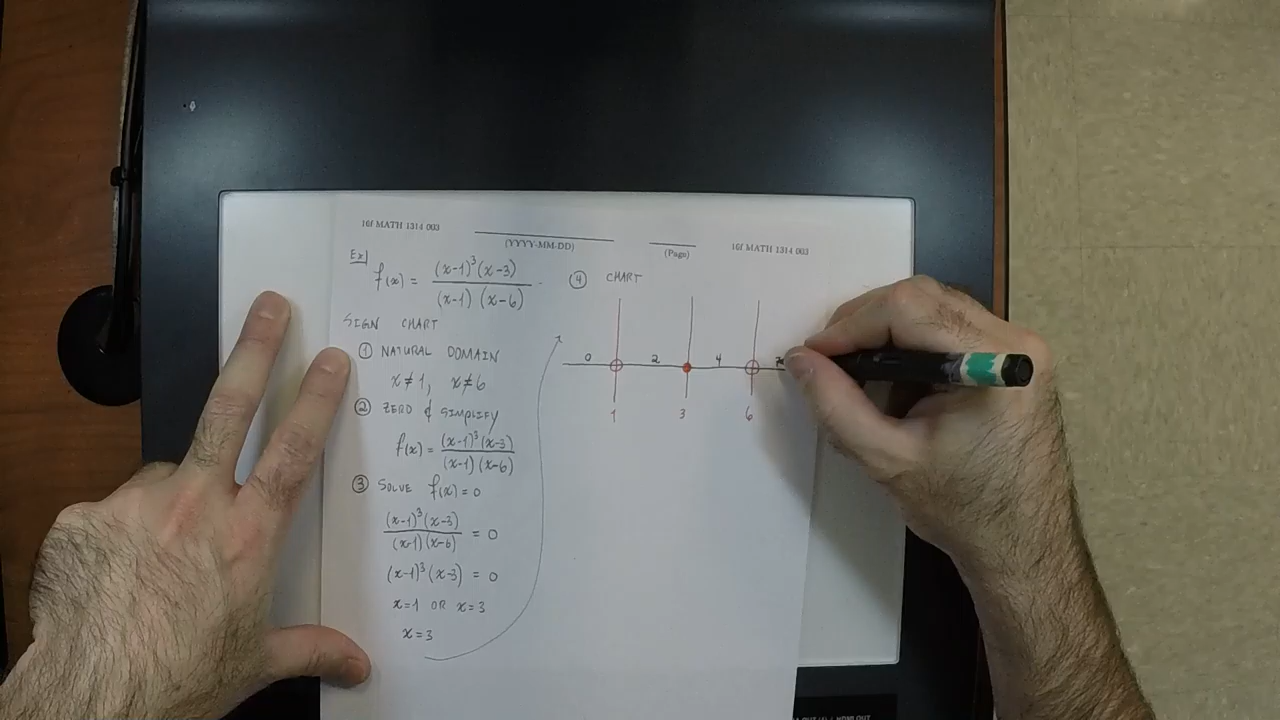 16f MATH 1314 003
(YYYY-MM-DD)
(Page)
16f MATH 1314 003
Ex|
f(x) = (x-1)³(x-3) / (x-1)(x-6)
SIGN CHART
① NATURAL DOMAIN
x≠1, x≠6
② ZERO & SIMPLIFY
f(x) = (x-1)³(x-3) / (x-1)(x-6)
③ SOLVE f(x) = 0
(x-1)³(x-3) / (x-1)(x-6) = 0
(x-1)³(x-3) = 0
x=1 OR x=3
x=3
④ CHART
0 2 4
1 3 6